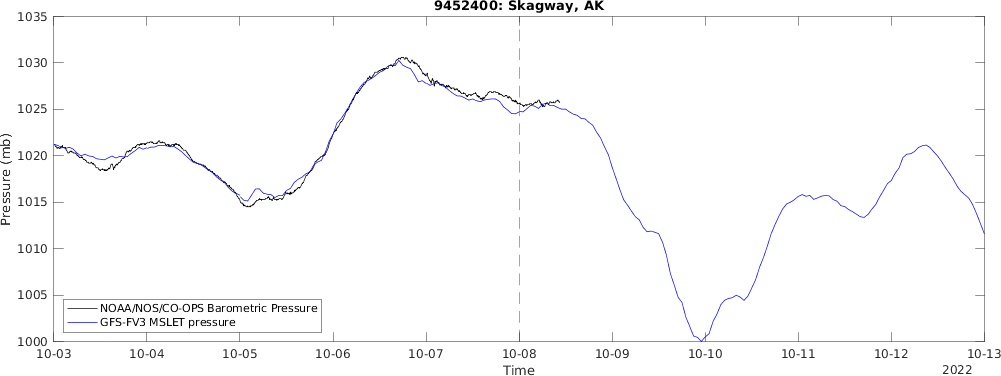 9452400: Skagway, AK
1035
1030
1025
1020
1015
1010
1005
1000
Pressure (mb)
NOAA/NOS/CO-OPS Barometric Pressure
GFS-FV3 MSLET pressure
10-03 10-04 10-05 10-06 10-07 10-08 10-09 10-10 10-11 10-12 10-13
Time
2022